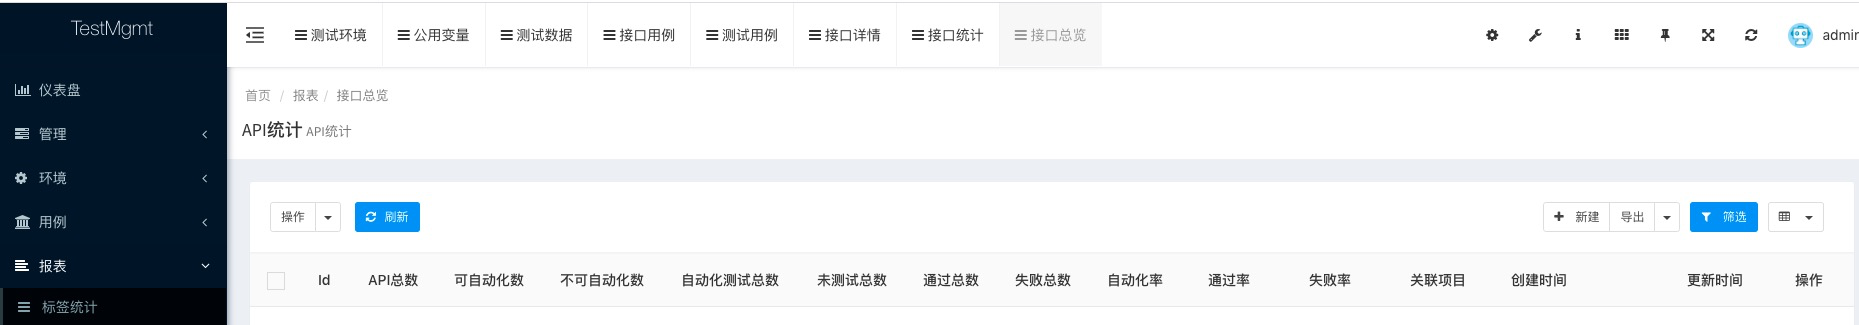 TestMgmt
测试环境 公用变量 测试数据 接口用例 测试用例 接口详情 接口统计 接口总览
admin
仪表盘
管理
环境
用例
报表
标签统计
首页 / 报表 / 接口总览
API统计 API统计
操作 刷新 新建 导出 筛选
Id API总数 可自动化数 不可自动化数 自动化测试总数 未测试总数 通过总数 失败总数 自动化率 通过率 失败率 关联项目 创建时间 更新时间 操作